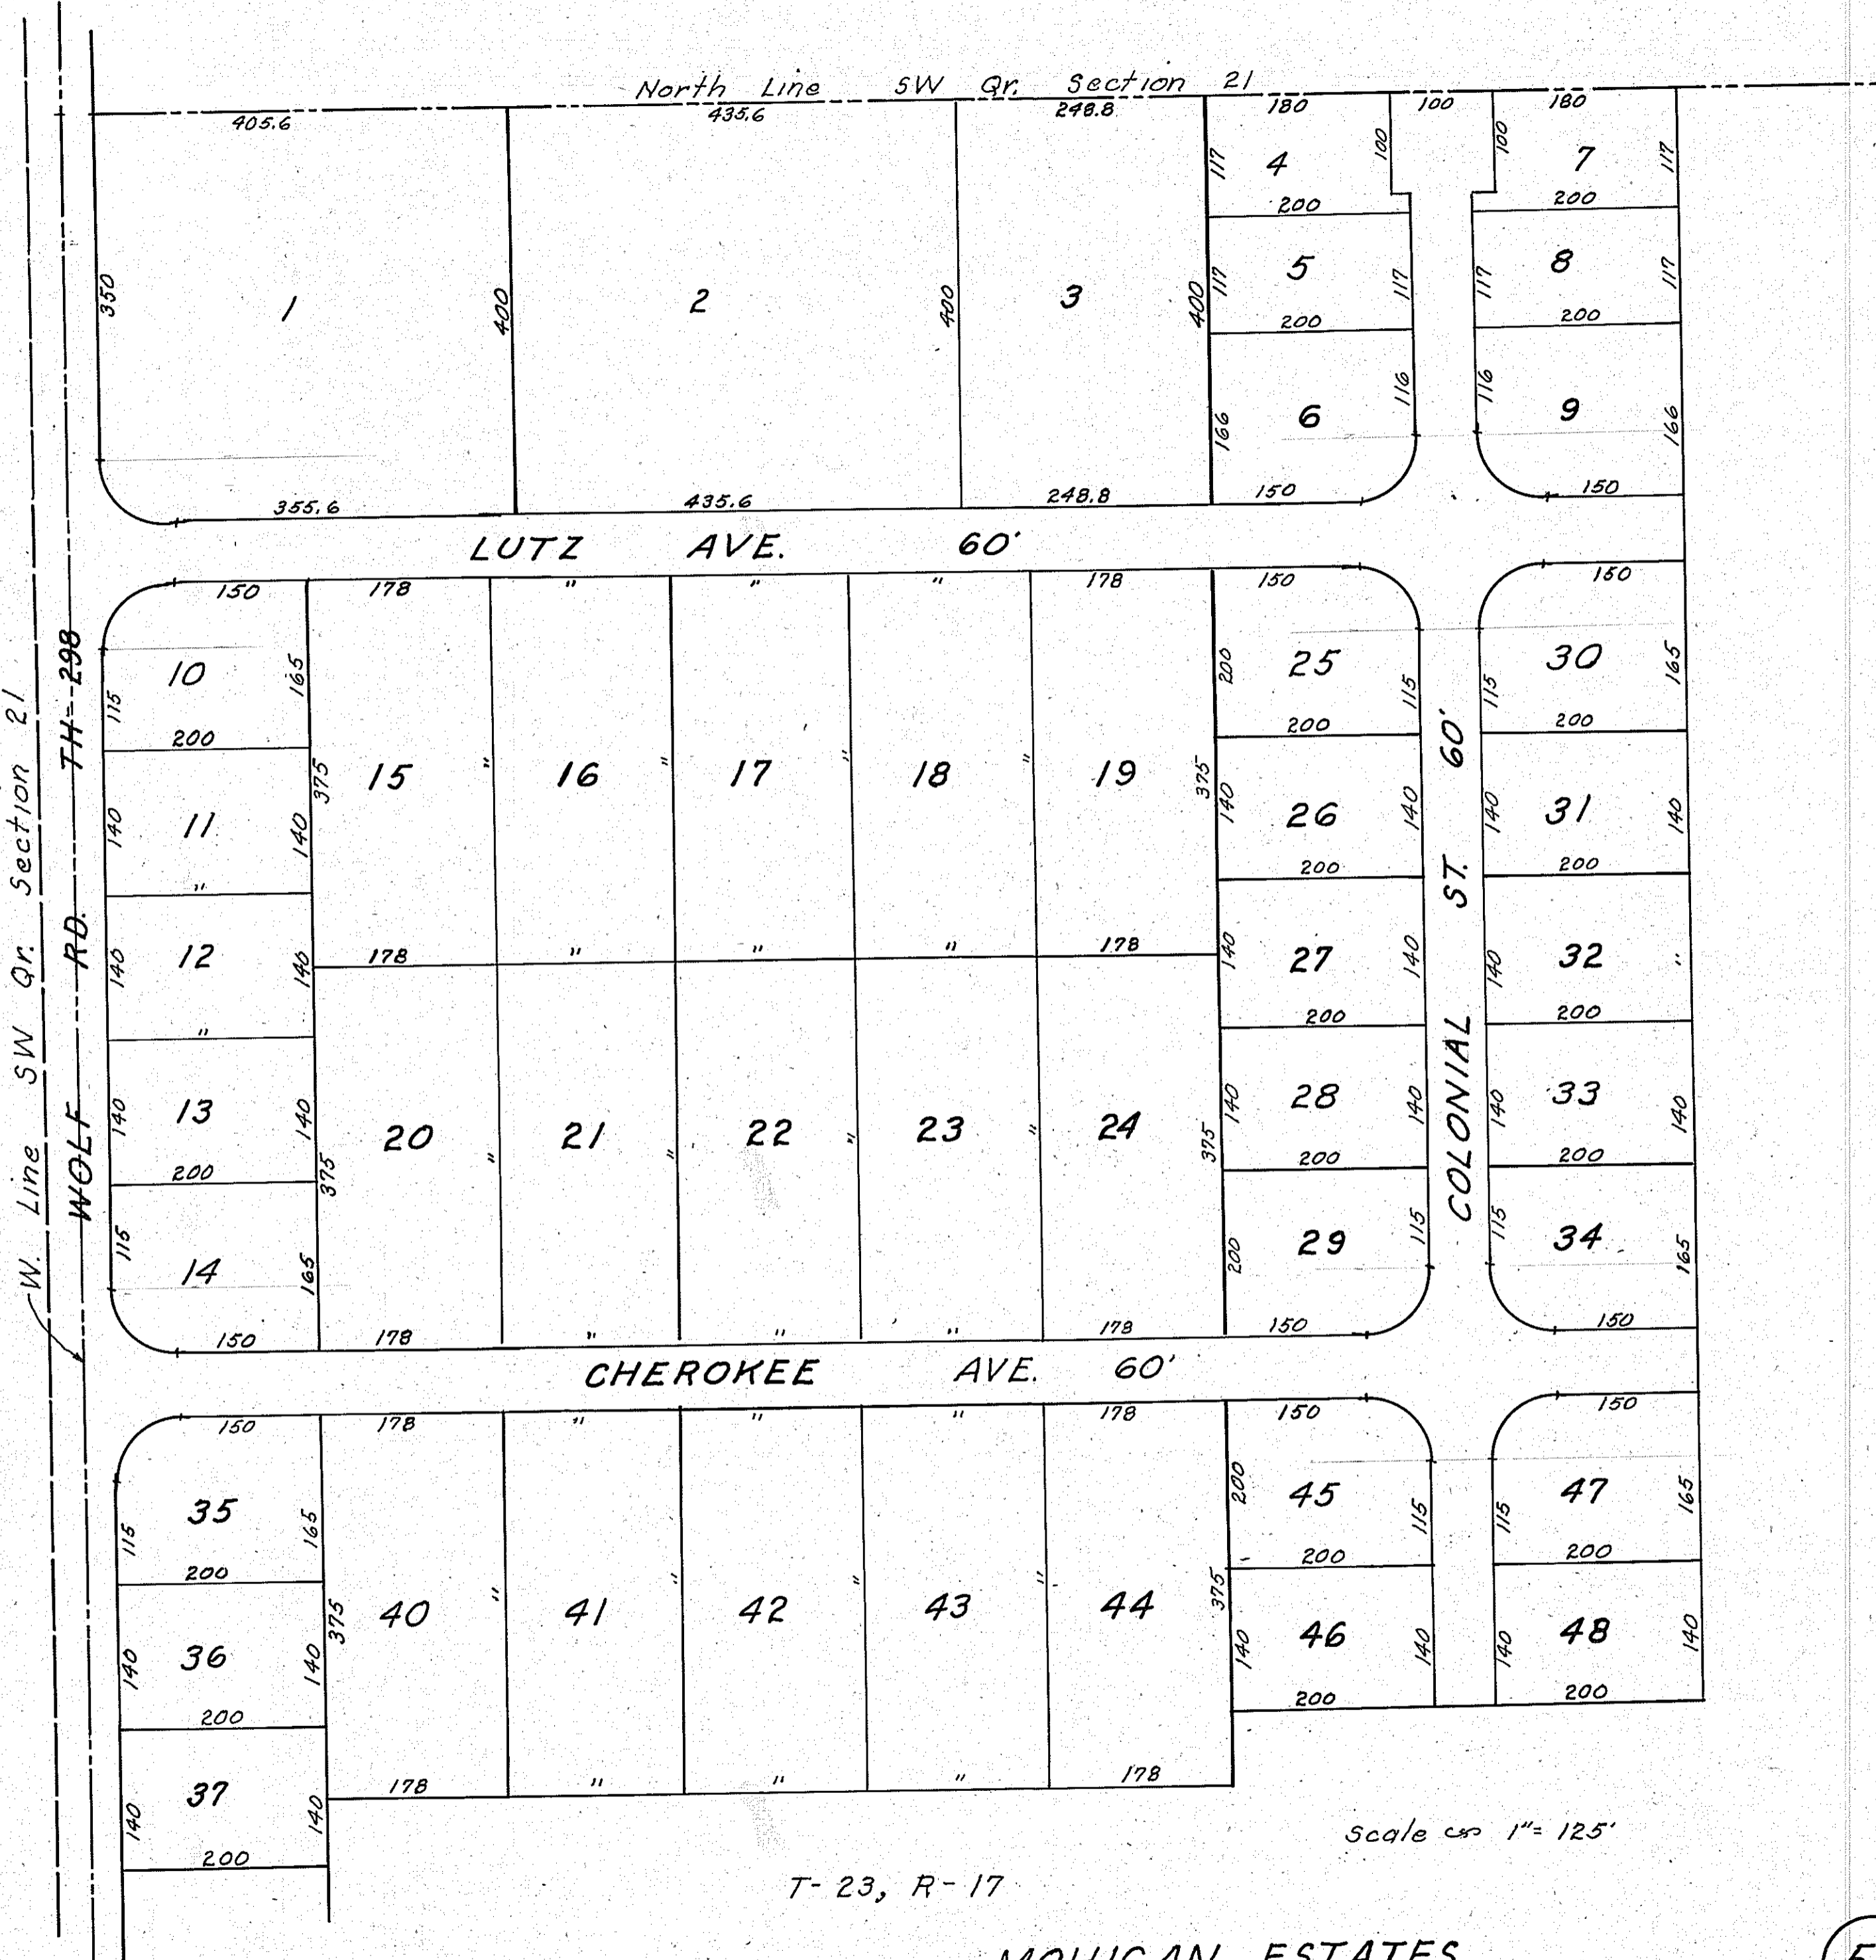 North Line SW Qr. Section 21
405.6 435.6 248.8 180 100 180
117 4 100 100 7 117
200 200
350 1 400 2 400 3 400
117 5 117 117 8 117
200 200
166 6 116 116 9 166
355.6 435.6 248.8 150 150
LUTZ AVE. 60'
150 178 " " " 178 150 150
W. Line SW Qr. Section 21
WOLF RD. TH-298
115 10 165
200
140 11 140
"
140 12 140
"
140 13 140
200
115 14 165
150
375 15 " 16 " 17 " 18 " 19 375
178 " " " 178
375 20 " 21 " 22 " 23 " 24 375
178 " " " 178
200 25 115
200
140 26 140
200
140 27 140
200
140 28 140
200
200 29 115
150
COLONIAL ST. 60'
115 30 165
200
140 31 140
200
140 32 "
200
140 33 140
200
115 34 165
150
CHEROKEE AVE. 60'
150 178 " " " 178 150 150
115 35 165
200
140 36 140
200
140 37 140
200
375 40 " 41 " 42 " 43 " 44 375
178 " " " 178
200 45 115
200
140 46 140
200
115 47 165
200
140 48 140
200
Scale 1"= 125'
T-23, R-17
MOHICAN ESTATES